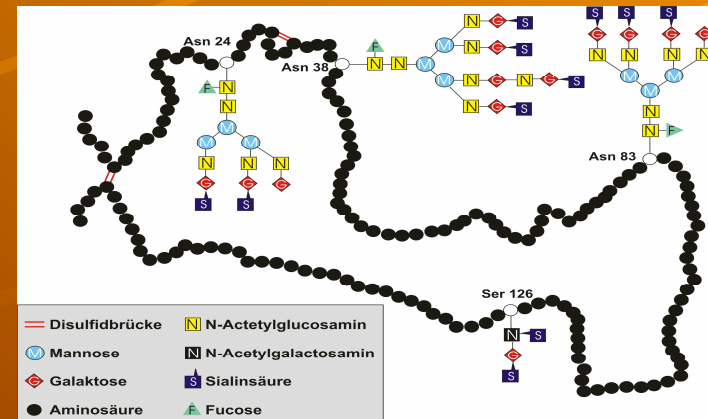 Asn 24
F N
N
M
M M
N N N
G G G
S S
Asn 38
F
N N M
M N G S
N G S
M N G N G S
N G S
S S S
G G G G
N N N N
M M
M
N
N F
Asn 83
Ser 126
N S
G
S
Disulfidbrücke
Mannose
Galaktose
Aminosäure
N N-Actetylglucosamin
N N-Acetylgalactosamin
S Sialinsäure
F Fucose
M
G